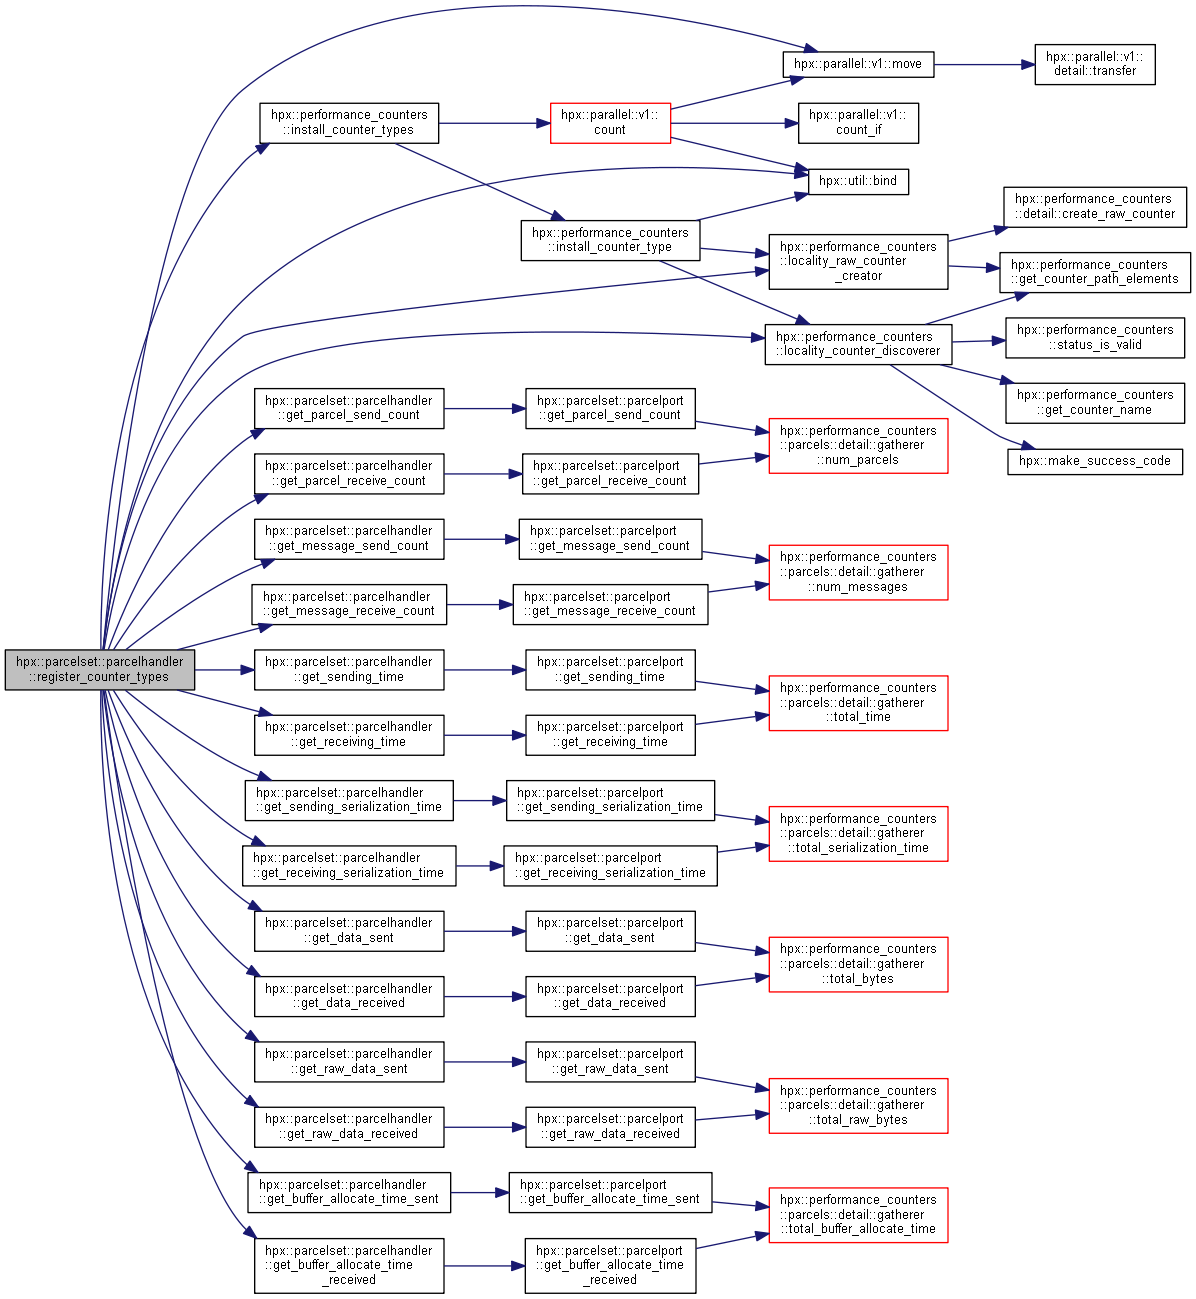 hpx::parallel::v1::move
hpx::parallel::v1::
detail::transfer
hpx::performance_counters
::install_counter_types
hpx::parallel::v1::
count
hpx::parallel::v1::
count_if
hpx::util::bind
hpx::performance_counters
::install_counter_type
hpx::performance_counters
::locality_raw_counter
_creator
hpx::performance_counters
::detail::create_raw_counter
hpx::performance_counters
::get_counter_path_elements
hpx::performance_counters
::locality_counter_discoverer
hpx::performance_counters
::status_is_valid
hpx::performance_counters
::get_counter_name
hpx::make_success_code
hpx::parcelset::parcelhandler
::get_parcel_send_count
hpx::parcelset::parcelport
::get_parcel_send_count
hpx::performance_counters
::parcels::detail::gatherer
::num_parcels
hpx::parcelset::parcelhandler
::get_parcel_receive_count
hpx::parcelset::parcelport
::get_parcel_receive_count
hpx::parcelset::parcelhandler
::get_message_send_count
hpx::parcelset::parcelport
::get_message_send_count
hpx::performance_counters
::parcels::detail::gatherer
::num_messages
hpx::parcelset::parcelhandler
::get_message_receive_count
hpx::parcelset::parcelport
::get_message_receive_count
hpx::parcelset::parcelhandler
::register_counter_types
hpx::parcelset::parcelhandler
::get_sending_time
hpx::parcelset::parcelport
::get_sending_time
hpx::performance_counters
::parcels::detail::gatherer
::total_time
hpx::parcelset::parcelhandler
::get_receiving_time
hpx::parcelset::parcelport
::get_receiving_time
hpx::parcelset::parcelhandler
::get_sending_serialization_time
hpx::parcelset::parcelport
::get_sending_serialization_time
hpx::performance_counters
::parcels::detail::gatherer
::total_serialization_time
hpx::parcelset::parcelhandler
::get_receiving_serialization_time
hpx::parcelset::parcelport
::get_receiving_serialization_time
hpx::parcelset::parcelhandler
::get_data_sent
hpx::parcelset::parcelport
::get_data_sent
hpx::performance_counters
::parcels::detail::gatherer
::total_bytes
hpx::parcelset::parcelhandler
::get_data_received
hpx::parcelset::parcelport
::get_data_received
hpx::parcelset::parcelhandler
::get_raw_data_sent
hpx::parcelset::parcelport
::get_raw_data_sent
hpx::performance_counters
::parcels::detail::gatherer
::total_raw_bytes
hpx::parcelset::parcelhandler
::get_raw_data_received
hpx::parcelset::parcelport
::get_raw_data_received
hpx::parcelset::parcelhandler
::get_buffer_allocate_time_sent
hpx::parcelset::parcelport
::get_buffer_allocate_time_sent
hpx::performance_counters
::parcels::detail::gatherer
::total_buffer_allocate_time
hpx::parcelset::parcelhandler
::get_buffer_allocate_time
_received
hpx::parcelset::parcelport
::get_buffer_allocate_time
_received